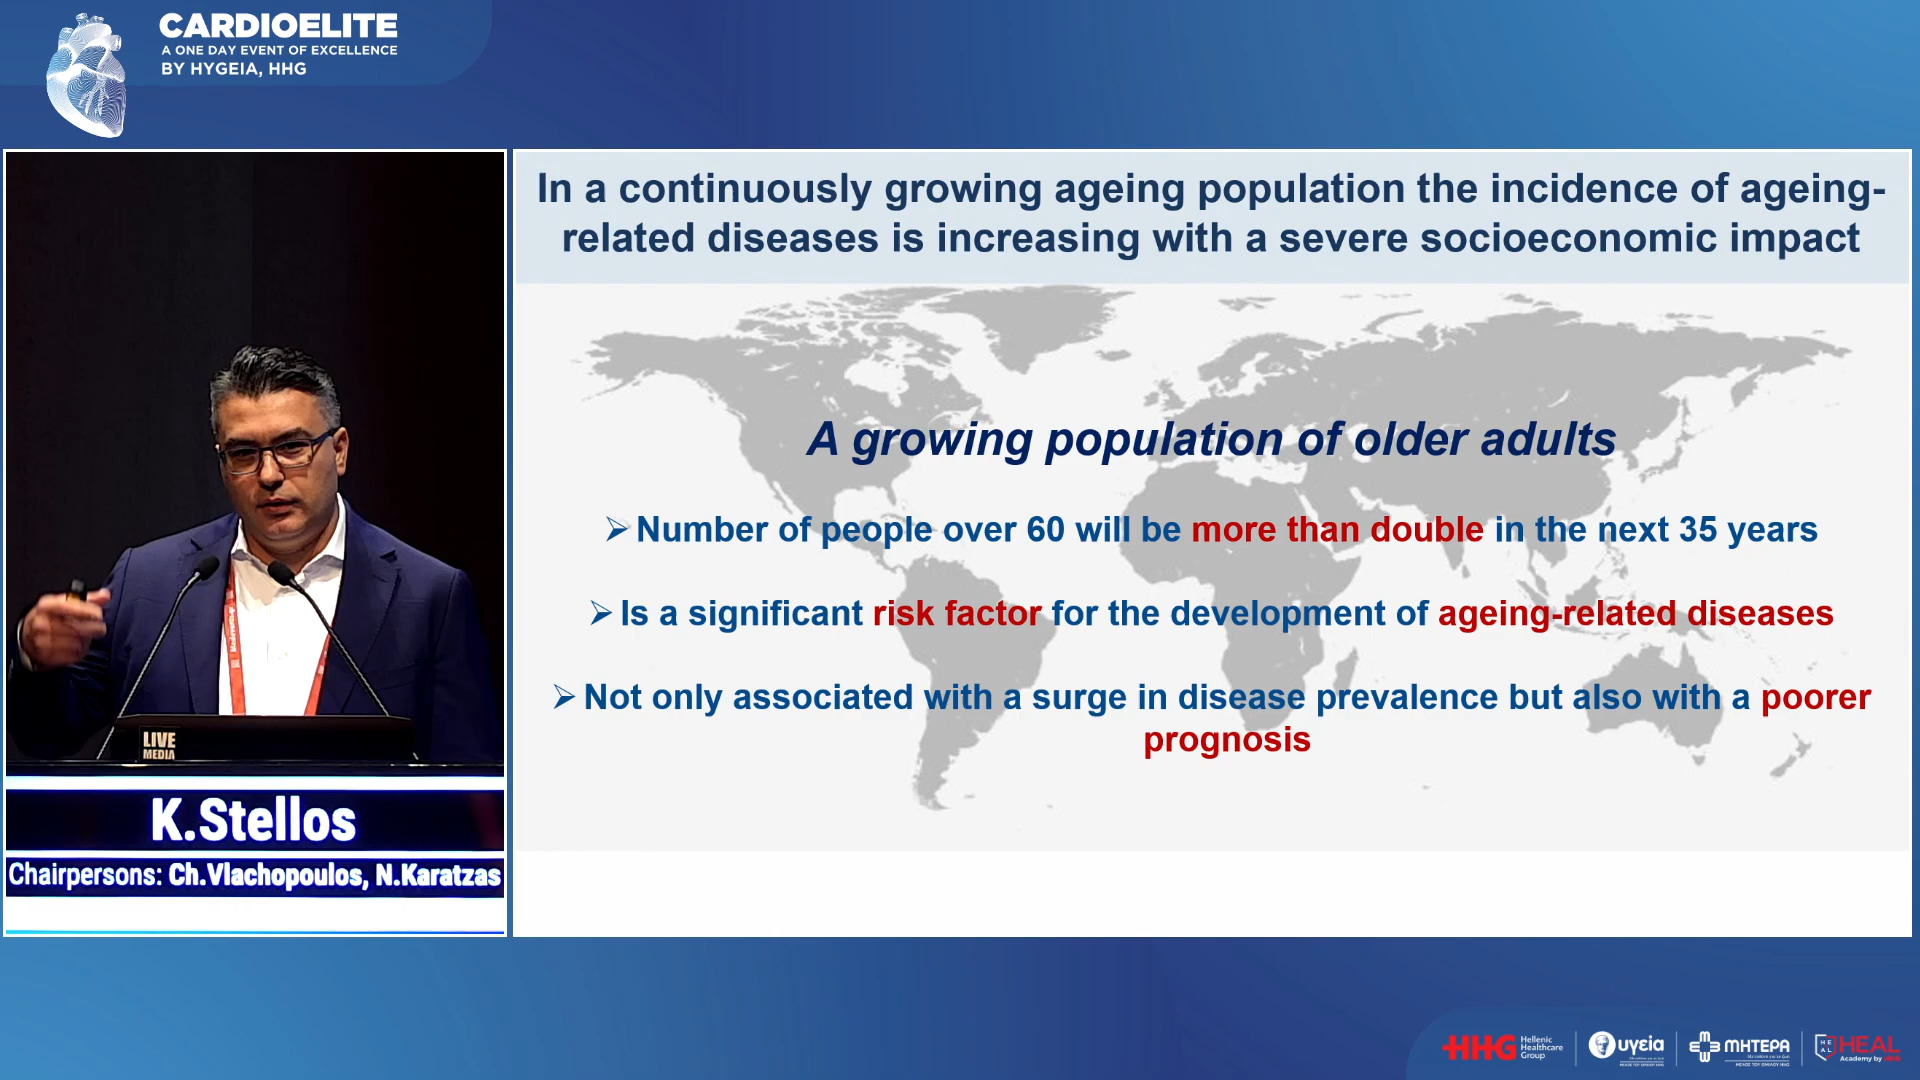 CARDIOELITE
A ONE DAY EVENT OF EXCELLENCE
BY HYGEIA, HHG
In a continuously growing ageing population the incidence of ageing-
related diseases is increasing with a severe socioeconomic impact
A growing population of older adults
➢Number of people over 60 will be more than double in the next 35 years
➢Is a significant risk factor for the development of ageing-related diseases
➢Not only associated with a surge in disease prevalence but also with a poorer
prognosis
LIVE
MEDIA
K.Stellos
Chairpersons: Ch.Vlachopoulos, N.Karatzas
HHG Hellenic
Healthcare
Group
υγεία
ΜΗΤΕΡΑ
HEAL
Academy by HHG